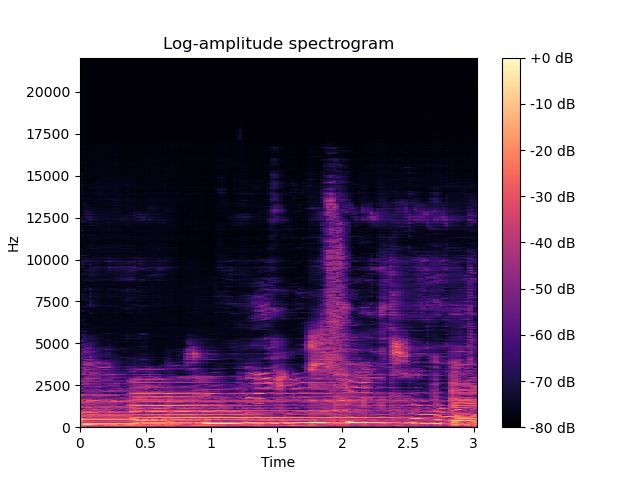 Log-amplitude spectrogram
Hz
20000
17500
15000
12500
10000
7500
5000
2500
0
0 0.5 1 1.5 2 2.5 3
Time
+0 dB
-10 dB
-20 dB
-30 dB
-40 dB
-50 dB
-60 dB
-70 dB
-80 dB